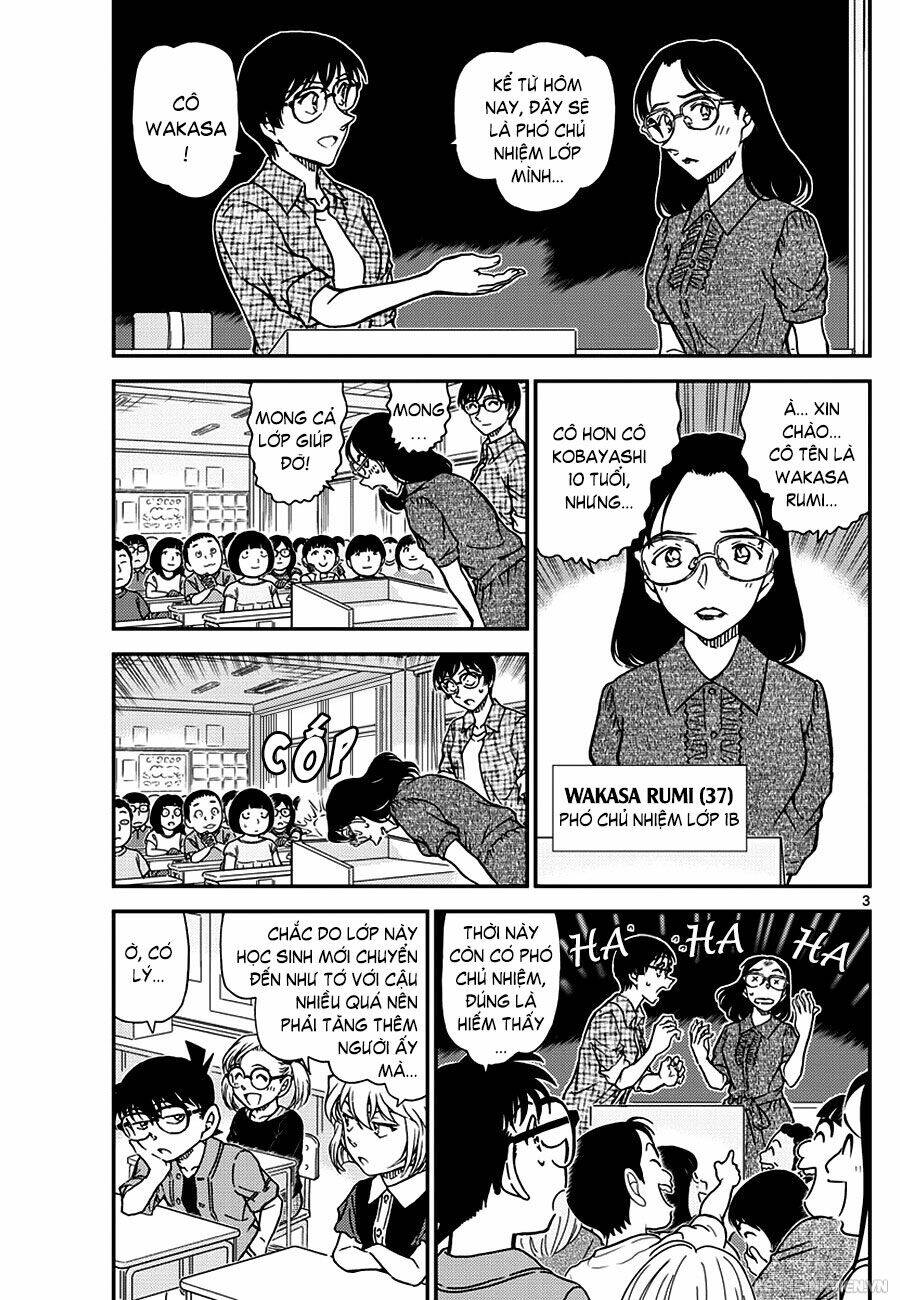 KỂ TỪ HÔM
NAY, ĐÂY SẼ
LÀ PHÓ CHỦ
NHIỆM LỚP
MÌNH...
CÔ
WAKASA
!
À... XIN
CHÀO...
CÔ TÊN LÀ
WAKASA
RUMI...
CÔ HƠN CÔ
KOBAYASHI
10 TUỔI,
NHƯNG...
WAKASA RUMI (37)
PHÓ CHỦ NHIỆM LỚP 1B
MONG
...
MONG CẢ
LỚP GIÚP
ĐỠ!
CỐP
3
HA HA HA
THỜI NÀY
CÒN CÓ PHÓ
CHỦ NHIỆM,
ĐÚNG LÀ
HIẾM THẤY
...
CHẮC DO LỚP NÀY
HỌC SINH MỚI CHUYỂN
ĐẾN NHƯ TỚ VỚI CẬU
NHIỀU QUÁ NÊN
PHẢI TĂNG THÊM
NGƯỜI ẤY
MÀ...
Ờ, CÓ
LÝ...